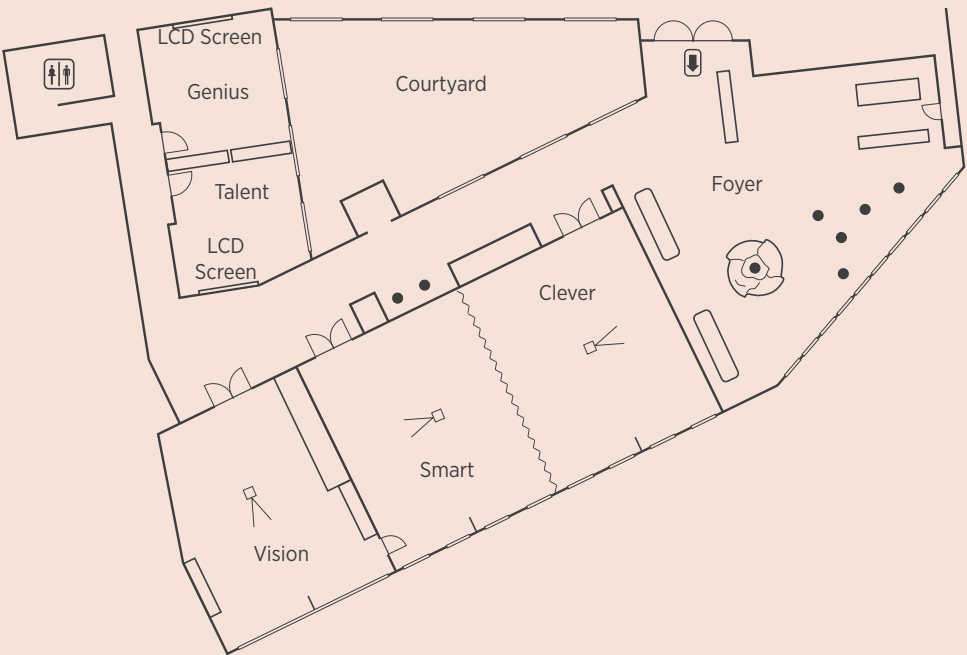 LCD Screen
Genius
Courtyard
Talent
Foyer
LCD
Screen
Clever
Smart
Vision